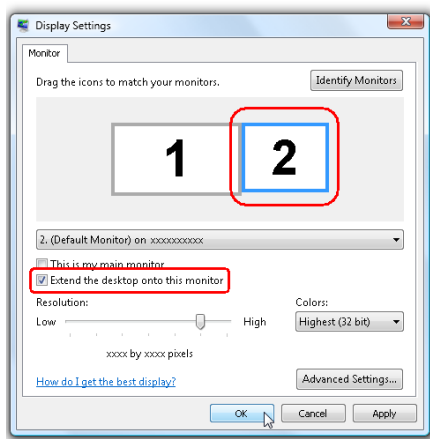 Display Settings
Monitor
Drag the icons to match your monitors.
Identify Monitors
1
2
2. (Default Monitor) on xxxxxxxxxx
This is my main monitor
Extend the desktop onto this monitor
Resolution:
Colors:
Low
High
Highest (32 bit)
xxxx by xxxx pixels
How do I get the best display?
Advanced Settings...
OK
Cancel
Apply